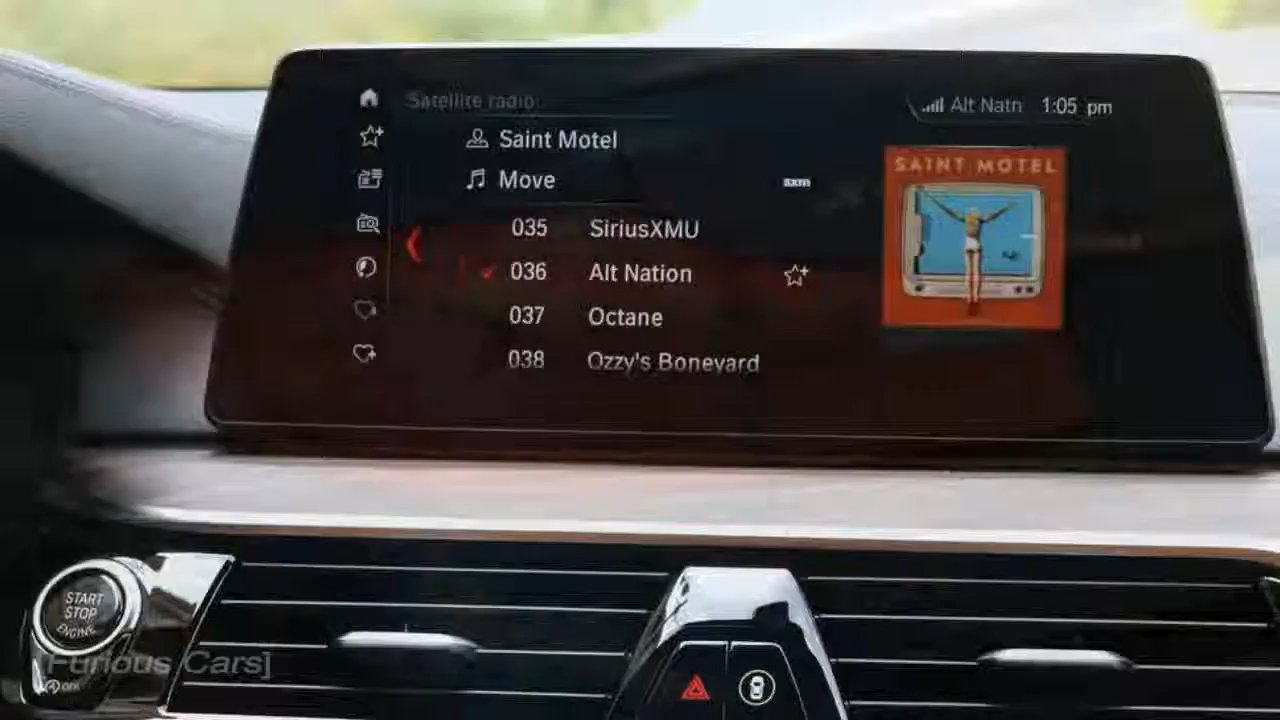 Satellite radio
Alt Natn 1:05 pm
Saint Motel
Move
sxm
035 SiriusXMU
036 Alt Nation
037 Octane
038 Ozzy's Boneyard
SAINT MOTEL
START
STOP
ENGINE
[Furious Cars]
OFF